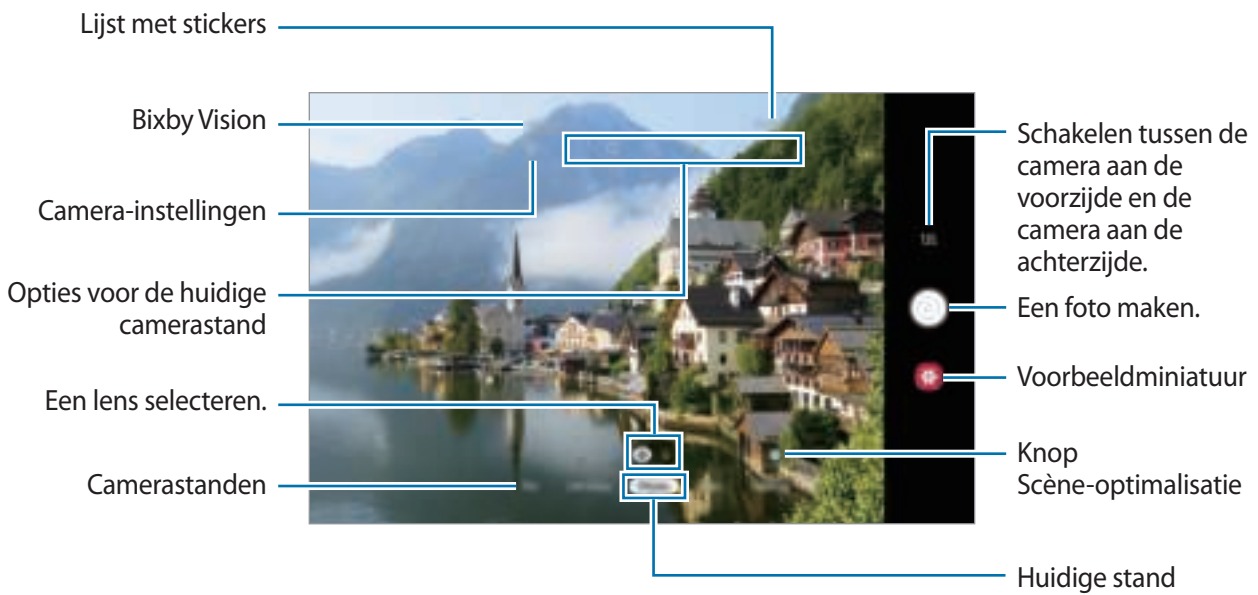 Lijst met stickers
Bixby Vision
Camera-instellingen
Opties voor de huidige
camerastand
Een lens selecteren.
Camerastanden
Schakelen tussen de
camera aan de
voorzijde en de
camera aan de
achterzijde.
Een foto maken.
Voorbeeldminiatuur
Knop
Scène-optimalisatie
Huidige stand